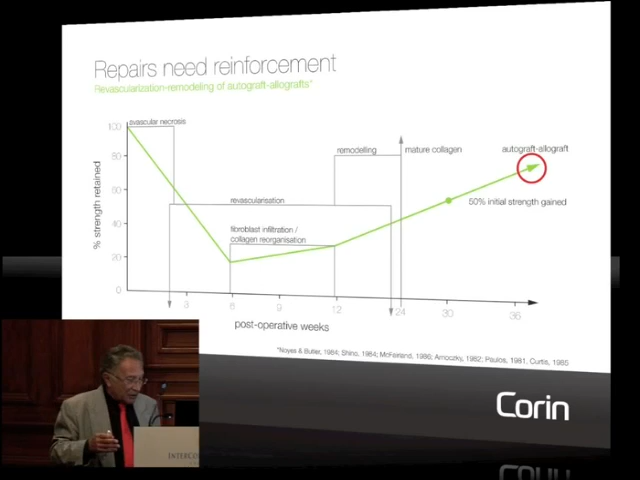 Repairs need reinforcement
Revascularization-remodeling of autograft-allografts*
100
avascular necrosis
remodelling
mature collagen
autograft-allograft
80
60
revascularisation
50% initial strength gained
40
fibroblast infiltration /
collagen reorganisation
20
0
% strength retained
3
6
9
12
24
30
36
post-operative weeks
*Noyes & Butler, 1984; Shino, 1984; McFarland, 1986; Arnoczky, 1982; Paulos, 1981, Curtis, 1985
Corin
INTERCO